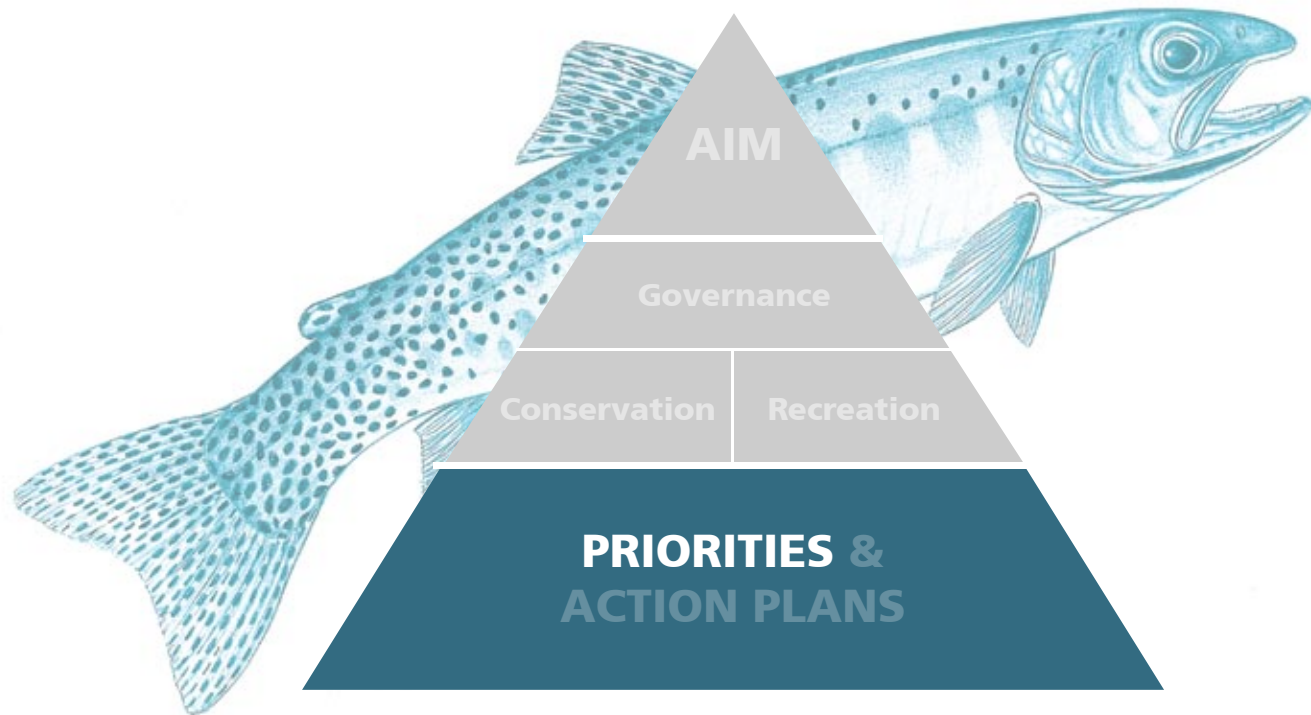 AIM
Governance
Conservation Recreation
PRIORITIES &
ACTION PLANS